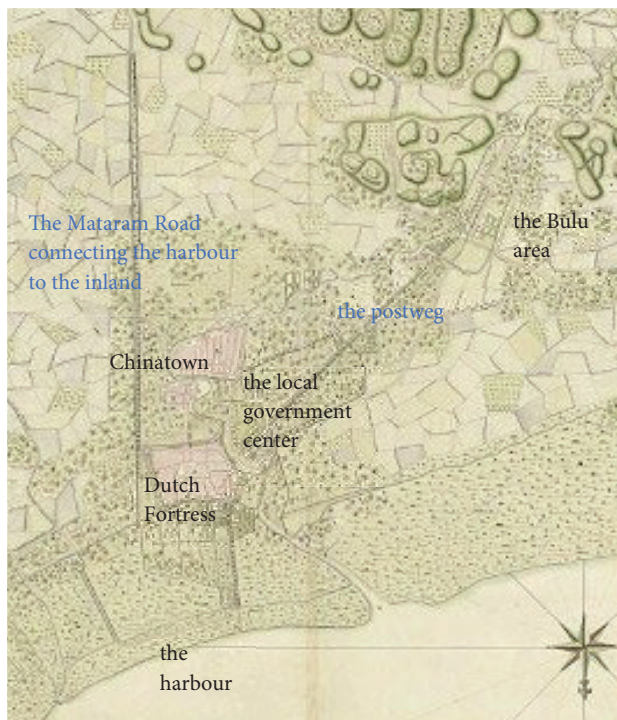 The Mataram Road
connecting the harbour
to the inland
the Bulu
area
the postweg
Chinatown
the local
government
center
Dutch
Fortress
the
harbour